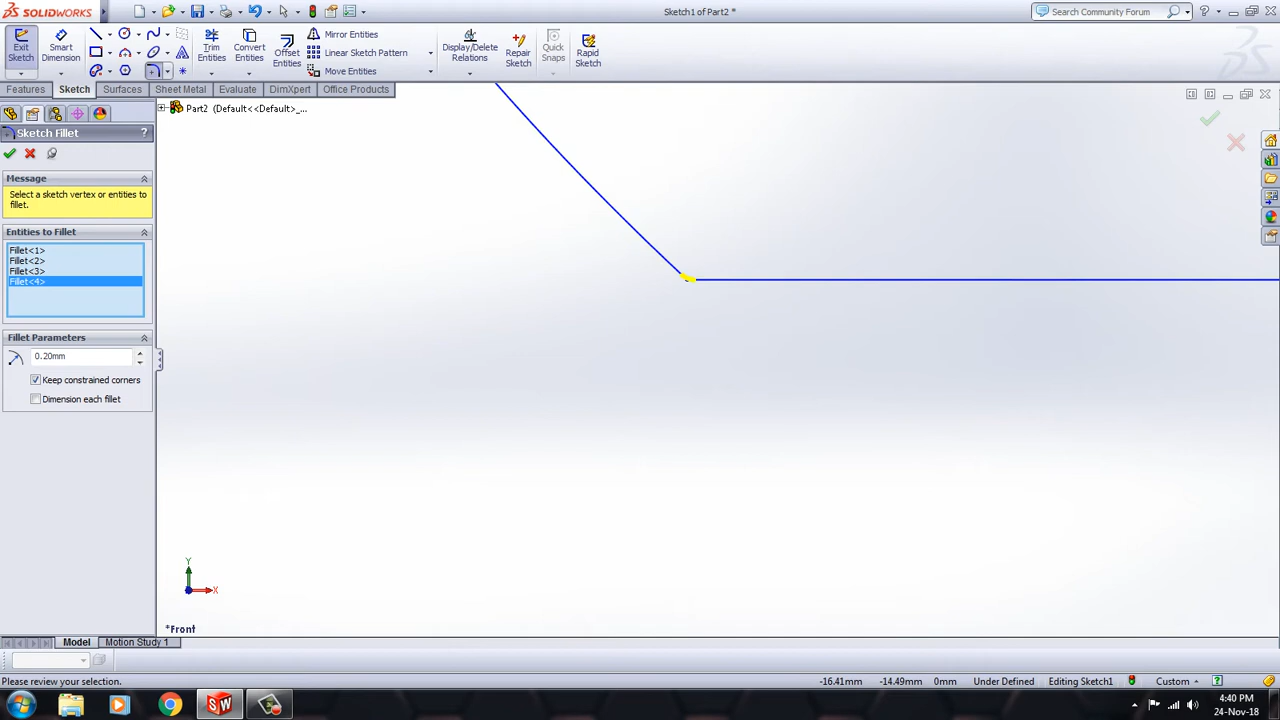 SOLIDWORKS
Sketch1 of Part2 *
Search Community Forum
Exit Sketch
Smart Dimension
Trim Entities
Convert Entities
Offset Entities
Mirror Entities
Linear Sketch Pattern
Move Entities
Display/Delete Relations
Repair Sketch
Quick Snaps
Rapid Sketch
Features
Sketch
Surfaces
Sheet Metal
Evaluate
DimXpert
Office Products
Part2 (Default<<Default>_...
Sketch Fillet
?
Message
Select a sketch vertex or entities to
fillet.
Entities to Fillet
Fillet<1>
Fillet<2>
Fillet<3>
Fillet<4>
Fillet Parameters
0.20mm
Keep constrained corners
Dimension each fillet
Y
X
*Front
Model
Motion Study 1
Please review your selection.
-16.41mm
-14.49mm
0mm
Under Defined
Editing Sketch1
Custom
?
SW
4:40 PM
24-Nov-18